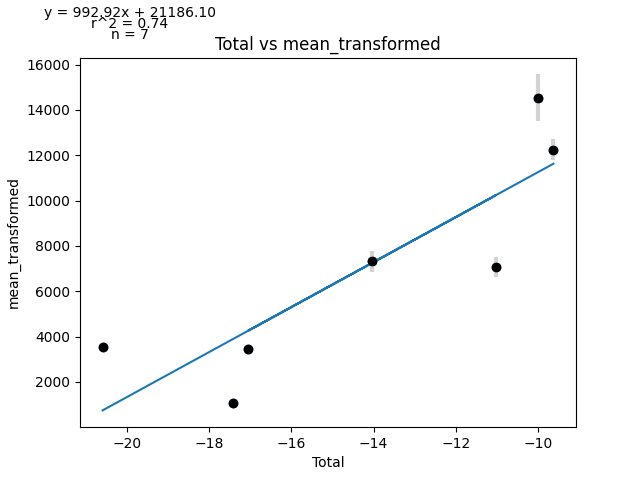 y = 992.92x + 21186.10
r^2 = 0.74
n = 7
Total vs mean_transformed
16000
14000
12000
10000
8000
6000
4000
2000
mean_transformed
−20
−18
−16
−14
−12
−10
Total